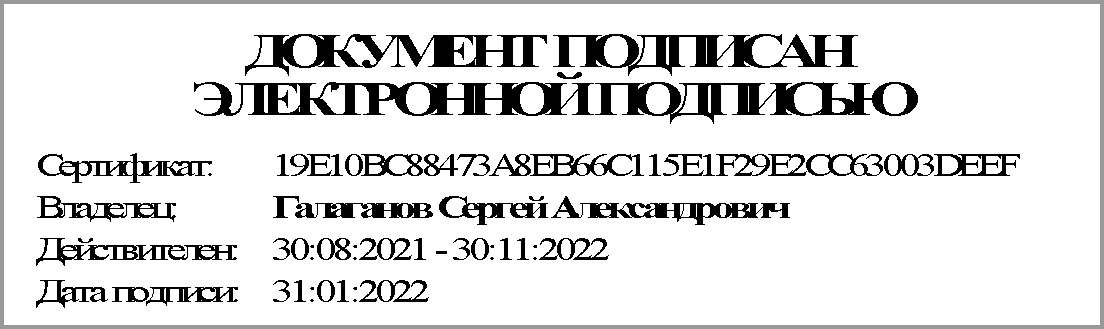 ДОКУМЕНТ ПОДПИСАН
ЭЛЕКТРОННОЙ ПОДПИСЬЮ
Сертификат: 19E10BC88473A8EB66C115E1F29E2CC63003DEEF
Владелец: Галаганов Сергей Александрович
Действителен: 30:08:2021 - 30:11:2022
Дата подписи: 31:01:2022